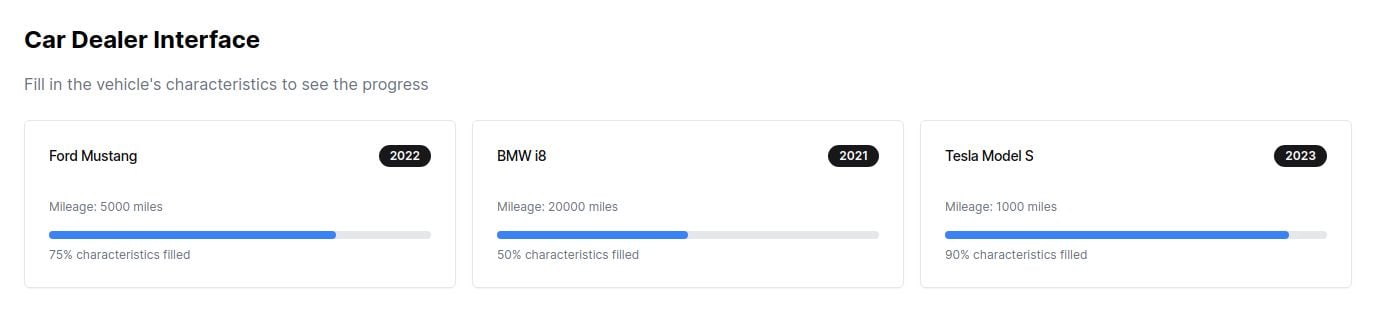 Car Dealer Interface
Fill in the vehicle's characteristics to see the progress
Ford Mustang 2022
Mileage: 5000 miles
75% characteristics filled
BMW i8 2021
Mileage: 20000 miles
50% characteristics filled
Tesla Model S 2023
Mileage: 1000 miles
90% characteristics filled